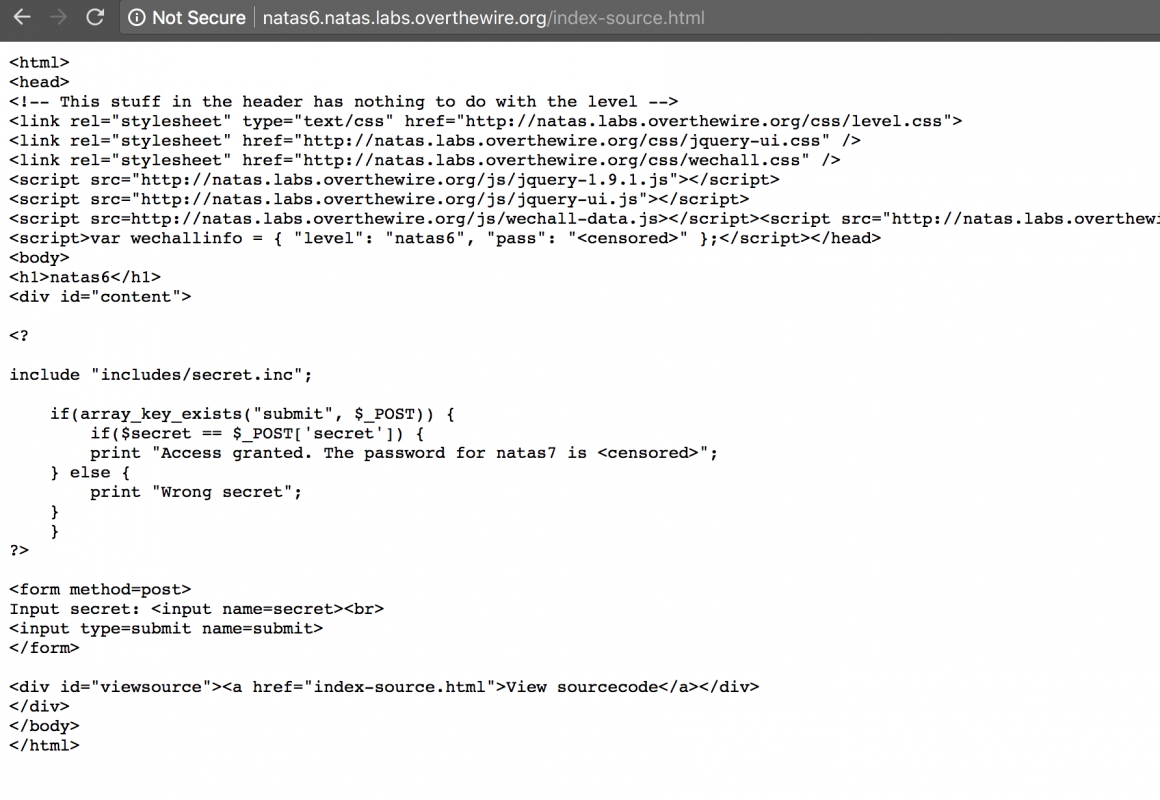 Not Secure natas6.natas.labs.overthewire.org/index-source.html
<html>
<head>
<!-- This stuff in the header has nothing to do with the level -->
<link rel="stylesheet" type="text/css" href="http://natas.labs.overthewire.org/css/level.css">
<link rel="stylesheet" href="http://natas.labs.overthewire.org/css/jquery-ui.css" />
<link rel="stylesheet" href="http://natas.labs.overthewire.org/css/wechall.css" />
<script src="http://natas.labs.overthewire.org/js/jquery-1.9.1.js"></script>
<script src="http://natas.labs.overthewire.org/js/jquery-ui.js"></script>
<script src=http://natas.labs.overthewire.org/js/wechall-data.js></script><script src="http://natas.labs.overthewi
<script>var wechallinfo = { "level": "natas6", "pass": "<censored>" };</script></head>
<body>
<h1>natas6</h1>
<div id="content">

<?

include "includes/secret.inc";

    if(array_key_exists("submit", $_POST)) {
        if($secret == $_POST['secret']) {
        print "Access granted. The password for natas7 is <censored>";
    } else {
        print "Wrong secret";
    }
    }
?>

<form method=post>
Input secret: <input name=secret><br>
<input type=submit name=submit>
</form>

<div id="viewsource"><a href="index-source.html">View sourcecode</a></div>
</div>
</body>
</html>